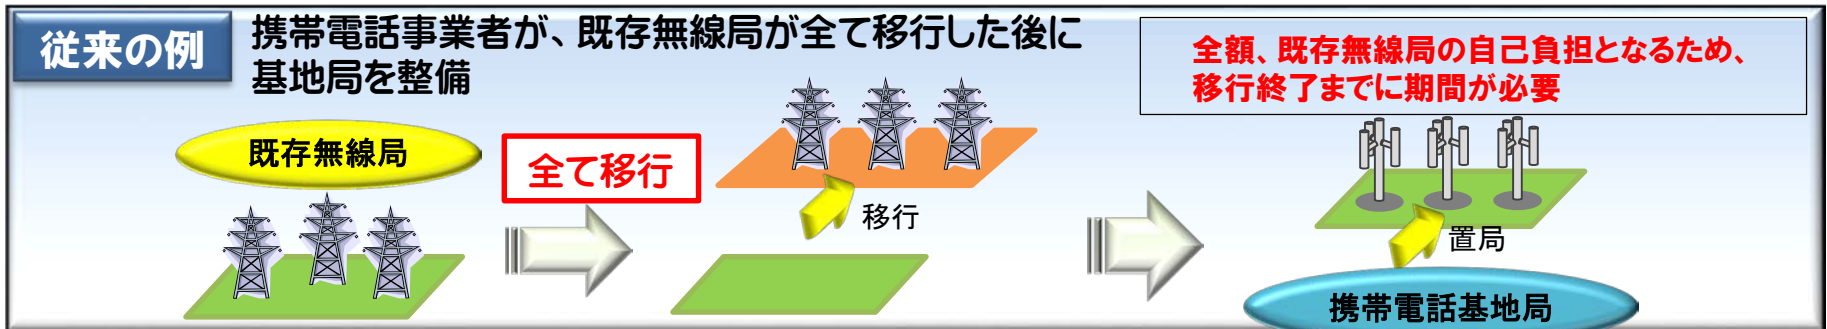 従来の例
携帯電話事業者が、既存無線局が全て移行した後に
基地局を整備
全額、既存無線局の自己負担となるため、
移行終了までに期間が必要
既存無線局
全て移行
移行
置局
携帯電話基地局